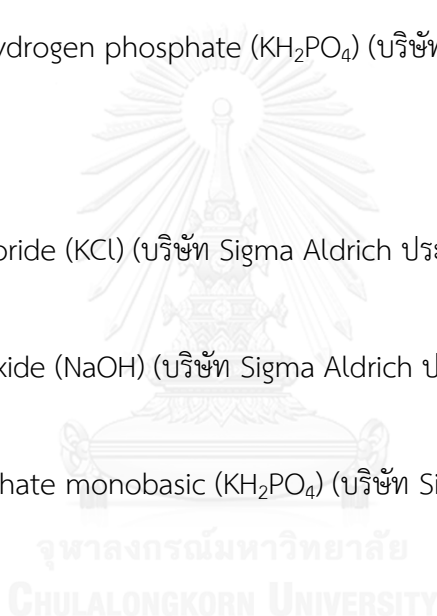 ydrogen phosphate (KH₂PO₄) (บริษัท
oride (KCl) (บริษัท Sigma Aldrich ประ
xide (NaOH) (บริษัท Sigma Aldrich ป
hate monobasic (KH₂PO₄) (บริษัท Si
จุฬาลงกรณ์มหาวิทยาลัย
CHULALONGKORN UNIVERSITY